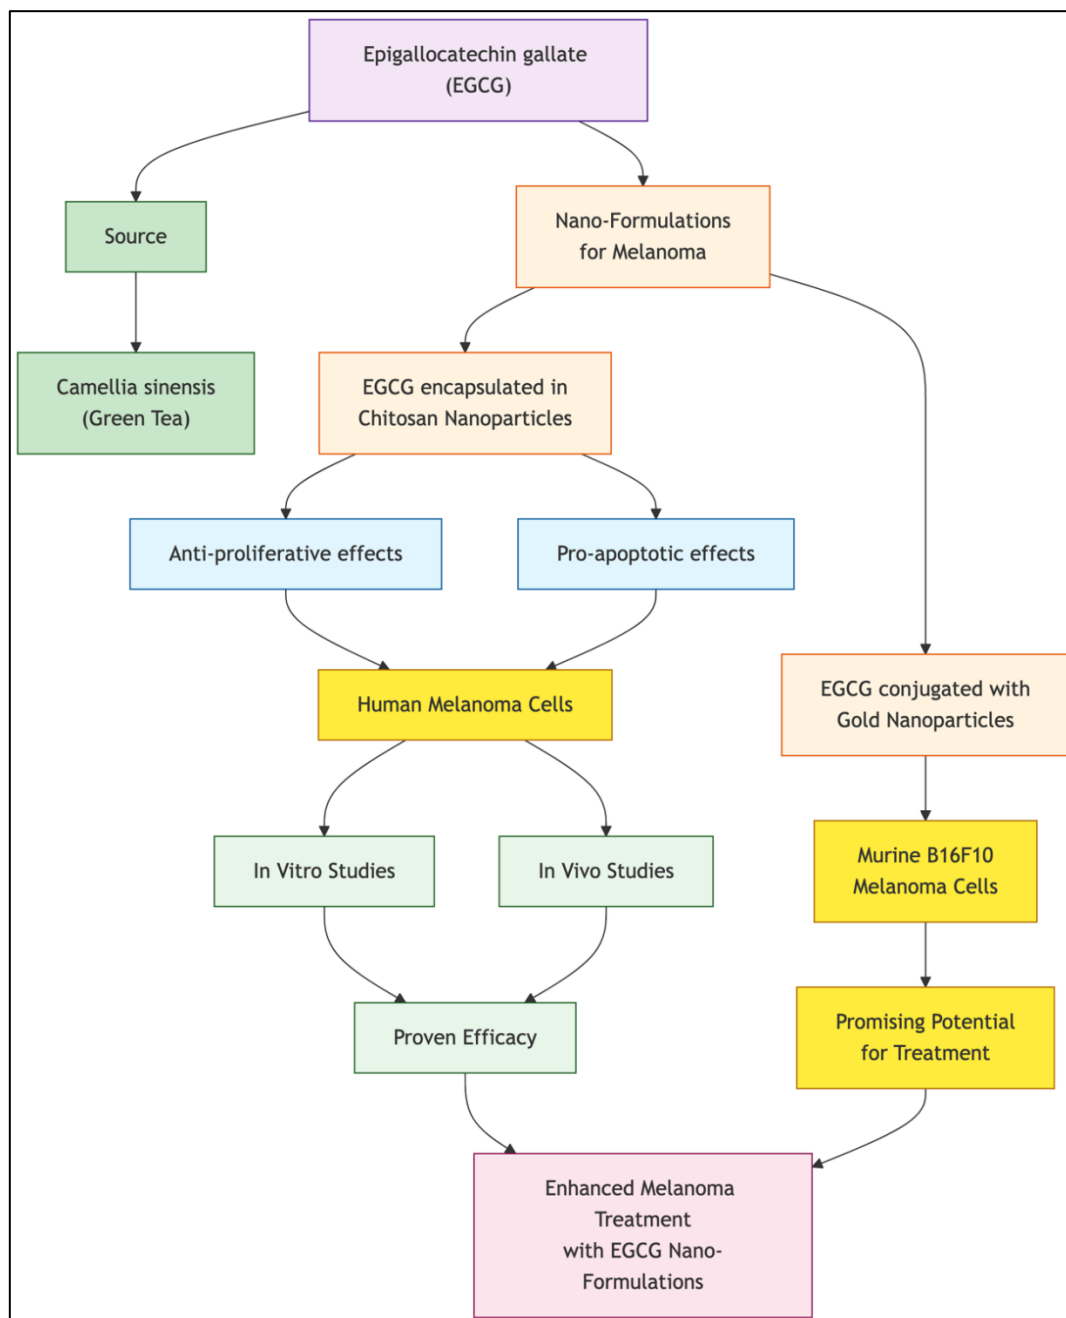 Epigallocatechin gallate
(EGCG)
Source
Nano-Formulations
for Melanoma
Camellia sinensis
(Green Tea)
EGCG encapsulated in
Chitosan Nanoparticles
Anti-proliferative effects
Pro-apoptotic effects
Human Melanoma Cells
EGCG conjugated with
Gold Nanoparticles
In Vitro Studies
In Vivo Studies
Murine B16F10
Melanoma Cells
Proven Efficacy
Promising Potential
for Treatment
Enhanced Melanoma
Treatment
with EGCG Nano-
Formulations